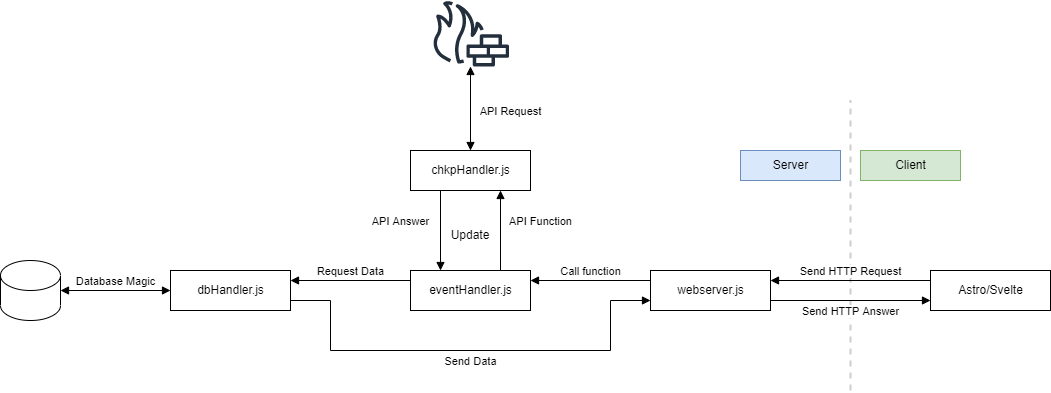 API Request
chkpHandler.js
Server
Client
API Answer
API Function
Update
Database Magic
dbHandler.js
Request Data
eventHandler.js
Call function
webserver.js
Send HTTP Request
Send HTTP Answer
Astro/Svelte
Send Data